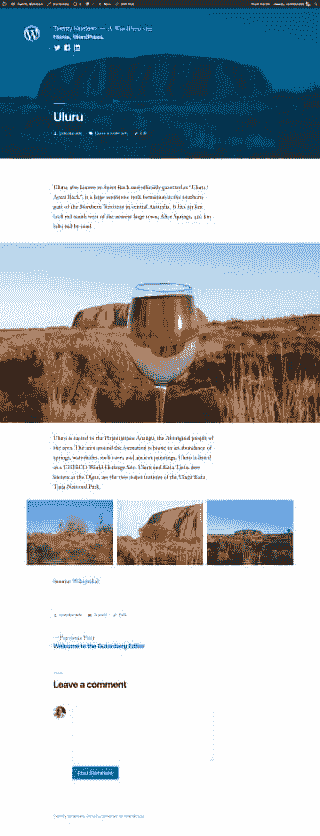 Twenty Nineteen — A WordPress site
Home, WordPress,
Uluru
Leave a comment
Edit
Uluru, also known as Ayers Rock and officially gazetted as "Uluru /
Ayers Rock", is a large sandstone rock formation in the southern
part of the Northern Territory in central Australia. It lies 335 km
(208 mi) south west of the nearest large town, Alice Springs, 450 km
(280 mi) by road.
Uluru is sacred to the Pitjantjatjara Anangu, the Aboriginal people of
the area. The area around the formation is home to an abundance of
springs, waterholes, rock caves and ancient paintings. Uluru is listed
as a UNESCO World Heritage Site. Uluru and Kata Tjuta, also
known as the Olgas, are the two major features of the Uluru-Kata
Tjuta National Park.
(Source: Wikipedia)
Edit
Previous Post
Welcome to the Gutenberg Editor
Leave a comment
Post Comment